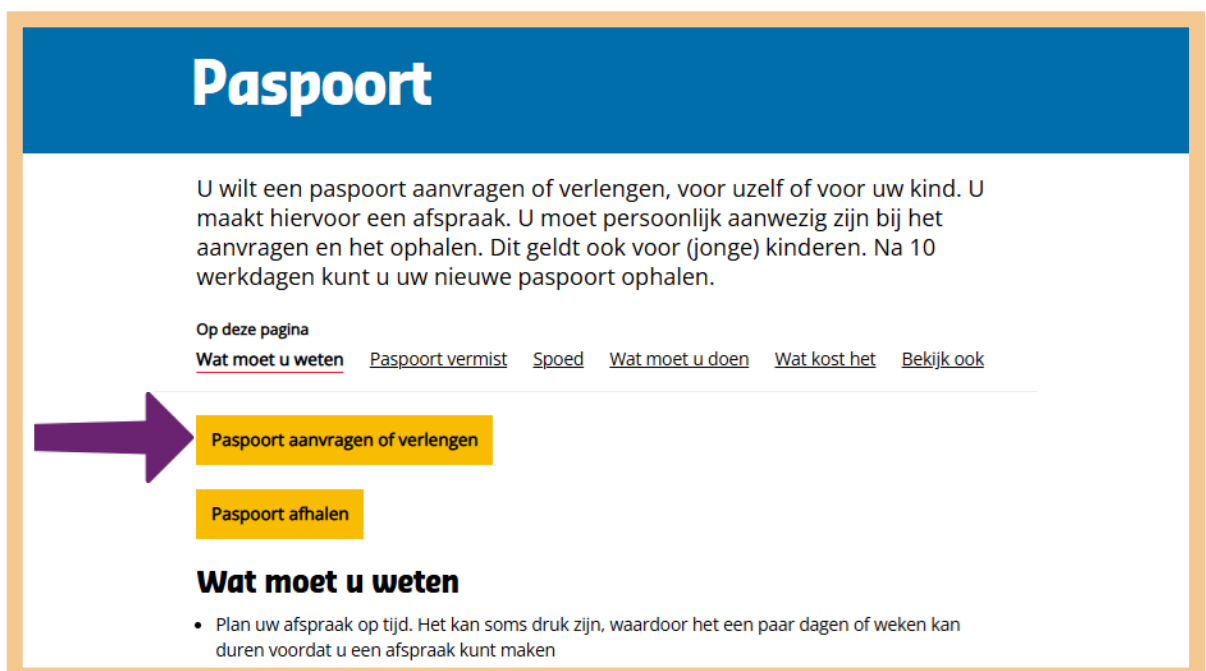 Paspoort
U wilt een paspoort aanvragen of verlengen, voor uzelf of voor uw kind. U
maakt hiervoor een afspraak. U moet persoonlijk aanwezig zijn bij het
aanvragen en het ophalen. Dit geldt ook voor (jonge) kinderen. Na 10
werkdagen kunt u uw nieuwe paspoort ophalen.
Op deze pagina
Wat moet u weten Paspoort vermist Spoed Wat moet u doen Wat kost het Bekijk ook
Paspoort aanvragen of verlengen
Paspoort afhalen
Wat moet u weten
• Plan uw afspraak op tijd. Het kan soms druk zijn, waardoor het een paar dagen of weken kan
duren voordat u een afspraak kunt maken